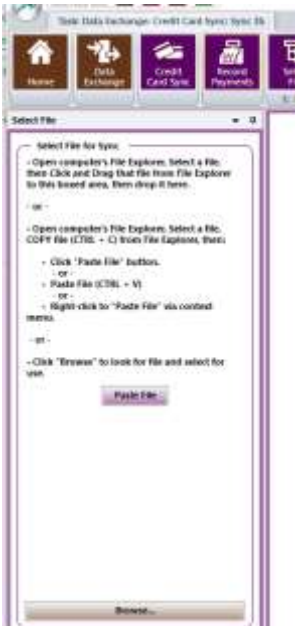 Task: Data Exchange: Credit Card Sync: Sync
Home
Data
Exchange
Credit
Card Sync
Record
Payments
Select File
Select File for Sync
- Open computer's File Explorer. Select a file,
then Click and Drag that file from File Explorer
to this boxed area, then drop it here.
- or -
- Open computer's File Explorer. Select a file,
COPY file (CTRL + C) from File Explorer, then:
- Click "Paste File" button.
- or -
- Paste File (CTRL + V)
- or -
- Right-click to "Paste File" via context
menu.
- or -
- Click "Browse" to look for file and select for
use.
Paste File
Browse...